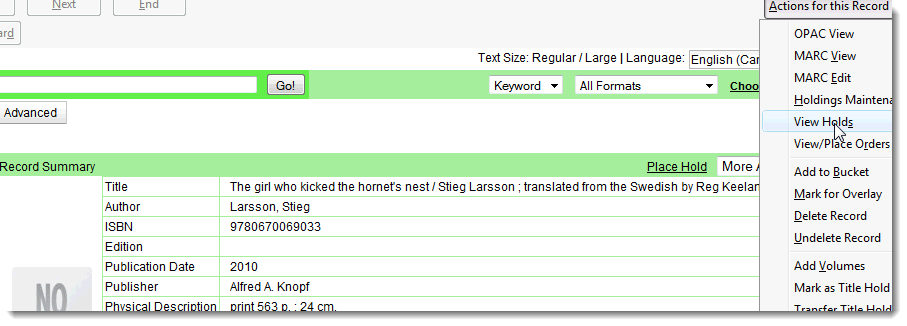 Next End
ard
Actions for this Record
OPAC View
MARC View
MARC Edit
Holdings Maintena
View Holds
View/Place Orders
Add to Bucket
Mark for Overlay
Delete Record
Undelete Record
Add Volumes
Mark as Title Hold
Transfer Title Hold
Text Size: Regular / Large | Language: English (Car
Go! Keyword All Formats Choo
Advanced
Record Summary Place Hold More A
Title The girl who kicked the hornet's nest / Stieg Larsson ; translated from the Swedish by Reg Keelan
Author Larsson, Stieg
ISBN 9780670069033
Edition
Publication Date 2010
Publisher Alfred A. Knopf
Physical Description print 563 p. ; 24 cm.
NO